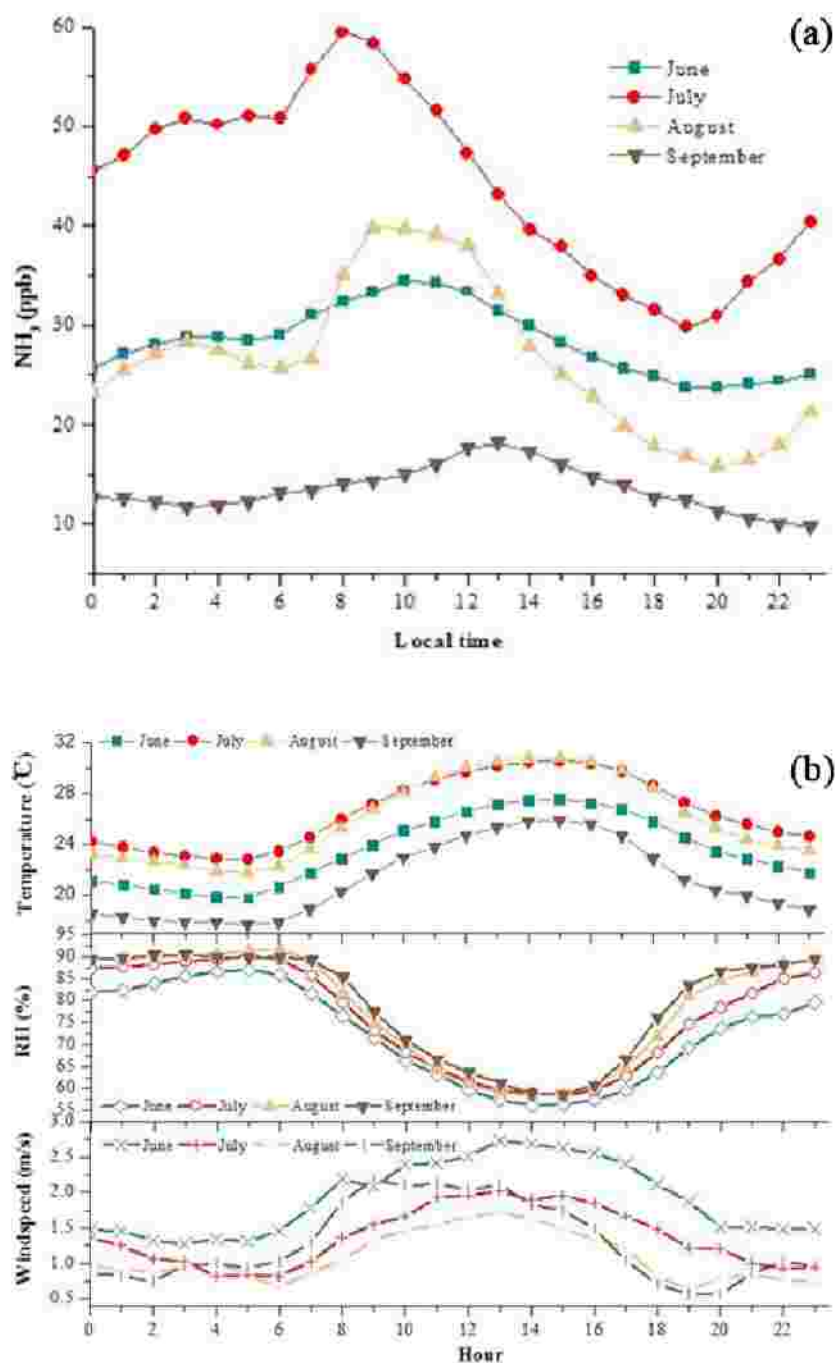 (a)
60
50
40
30
20
10
NH3 (ppb)
June
July
August
September
0 2 4 6 8 10 12 14 16 18 20 22
Local time
(b)
June July August September
32
28
24
20
Temperature (℃)
95
90
85
80
75
70
65
60
55
RH (%)
June July August September
3.0
2.5
2.0
1.5
1.0
0.5
Windspeed (m/s)
June July August September
0 2 4 6 8 10 12 14 16 18 20 22
Hour